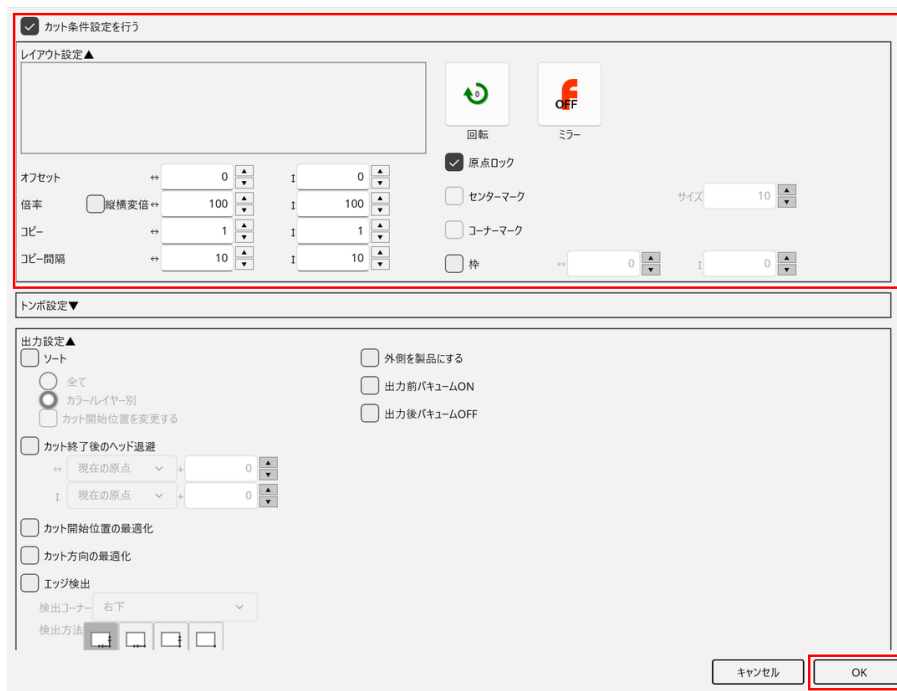 カット条件設定を行う
レイアウト設定▲
0
回転
OFF
ミラー
オフセット ↔ 0 ↕ 0
倍率 縦横変倍 ↔ 100 ↕ 100
コピー ↔ 1 ↕ 1
コピー間隔 ↔ 10 ↕ 10
原点ロック
センターマーク サイズ 10
コーナーマーク
枠 ↔ 0 ↕ 0
トンボ設定▼
出力設定▲
ソート
全て
カラー/レイヤー別
カット開始位置を変更する
カット終了後のヘッド退避
↔ 現在の原点 + 0
↕ 現在の原点 + 0
カット開始位置の最適化
カット方向の最適化
エッジ検出
検出コーナー 右下
検出方法
外側を製品にする
出力前バキュームON
出力後バキュームOFF
キャンセル
OK